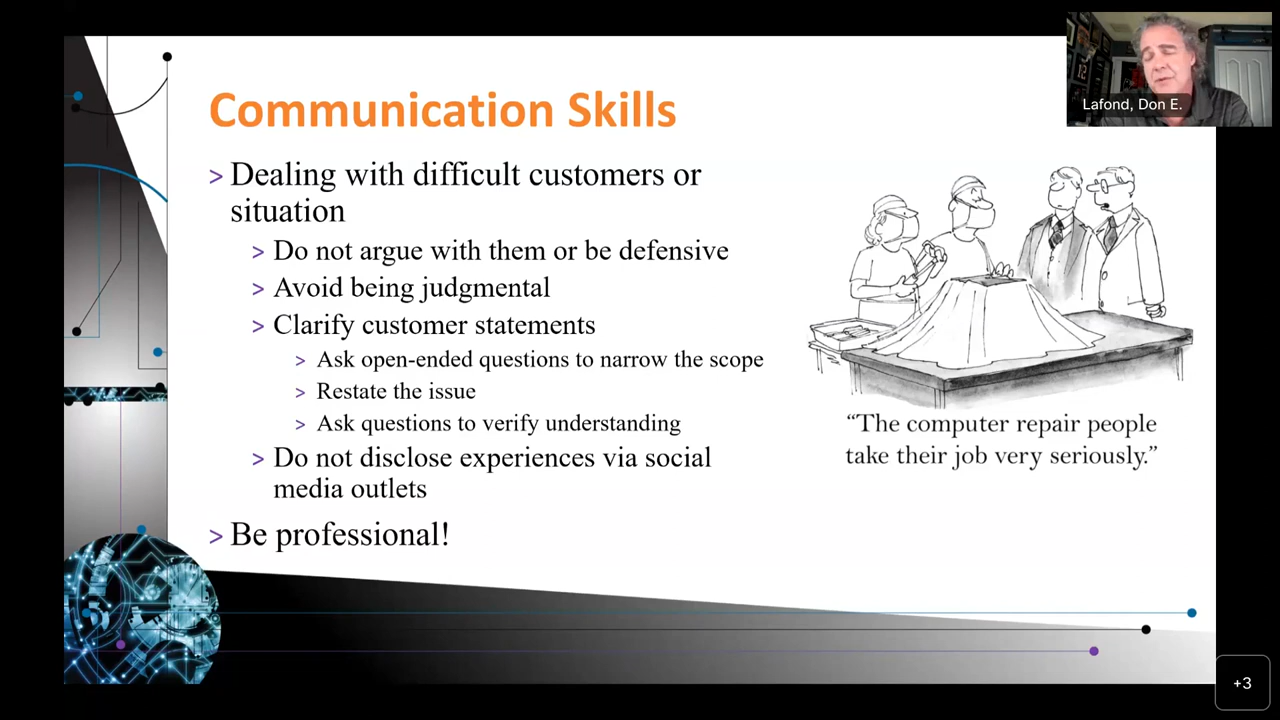 Lafond, Don E.
Communication Skills
> Dealing with difficult customers or
situation
> Do not argue with them or be defensive
> Avoid being judgmental
> Clarify customer statements
> Ask open-ended questions to narrow the scope
> Restate the issue
> Ask questions to verify understanding
> Do not disclose experiences via social
media outlets
> Be professional!
“The computer repair people
take their job very seriously.”
+3